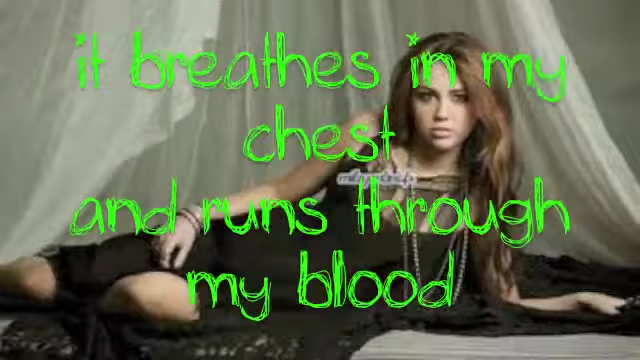 it breathes in my
chest
and runs through
my blood